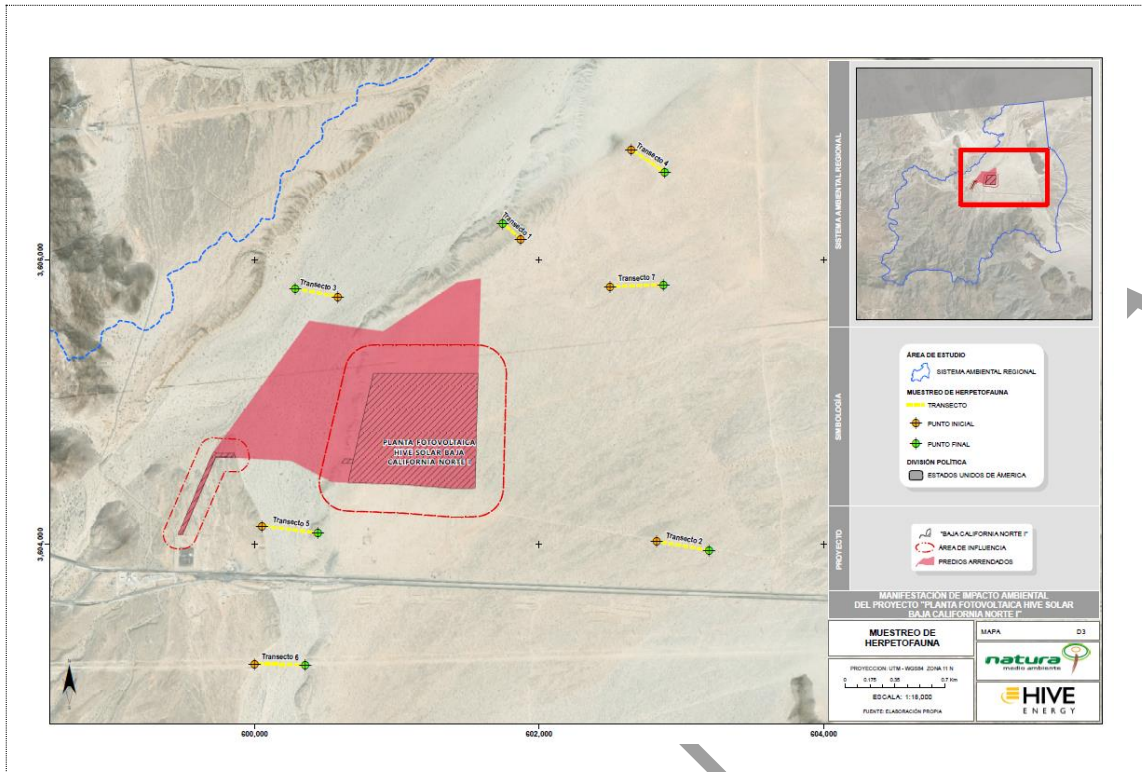 Transecto 4
Transecto 1
Transecto 7
Transecto 3
PLANTA FOTOVOLTAICA
HIVE SOLAR BAJA
CALIFORNIA NORTE I
Transecto 5
Transecto 2
Transecto 6
3,606,000
3,604,000
600,000
602,000
604,000
SISTEMA AMBIENTAL REGIONAL
SIMBOLOGÍA
ÁREA DE ESTUDIO
SISTEMA AMBIENTAL REGIONAL
MUESTREO DE HERPETOFAUNA
TRANSECTO
PUNTO INICIAL
PUNTO FINAL
DIVISIÓN POLÍTICA
ESTADOS UNIDOS DE ÁMERICA
PROYECTO
"BAJA CALIFORNIA NORTE I"
ÁREA DE INFLUENCIA
PREDIOS ARRENDADOS
MANIFESTACIÓN DE IMPACTO AMBIENTAL
DEL PROYECTO "PLANTA FOTOVOLTAICA HIVE SOLAR
BAJA CALIFORNIA NORTE I"
MUESTREO DE
HERPETOFAUNA
MAPA D3
PROYECCION: UTM - WGS84 ZONA 11 N
0 0.175 0.35 0.7 Km
ESCALA: 1:18,000
FUENTE: ELABORACIÓN PROPIA
natura
medio ambiente
HIVE
ENERGY